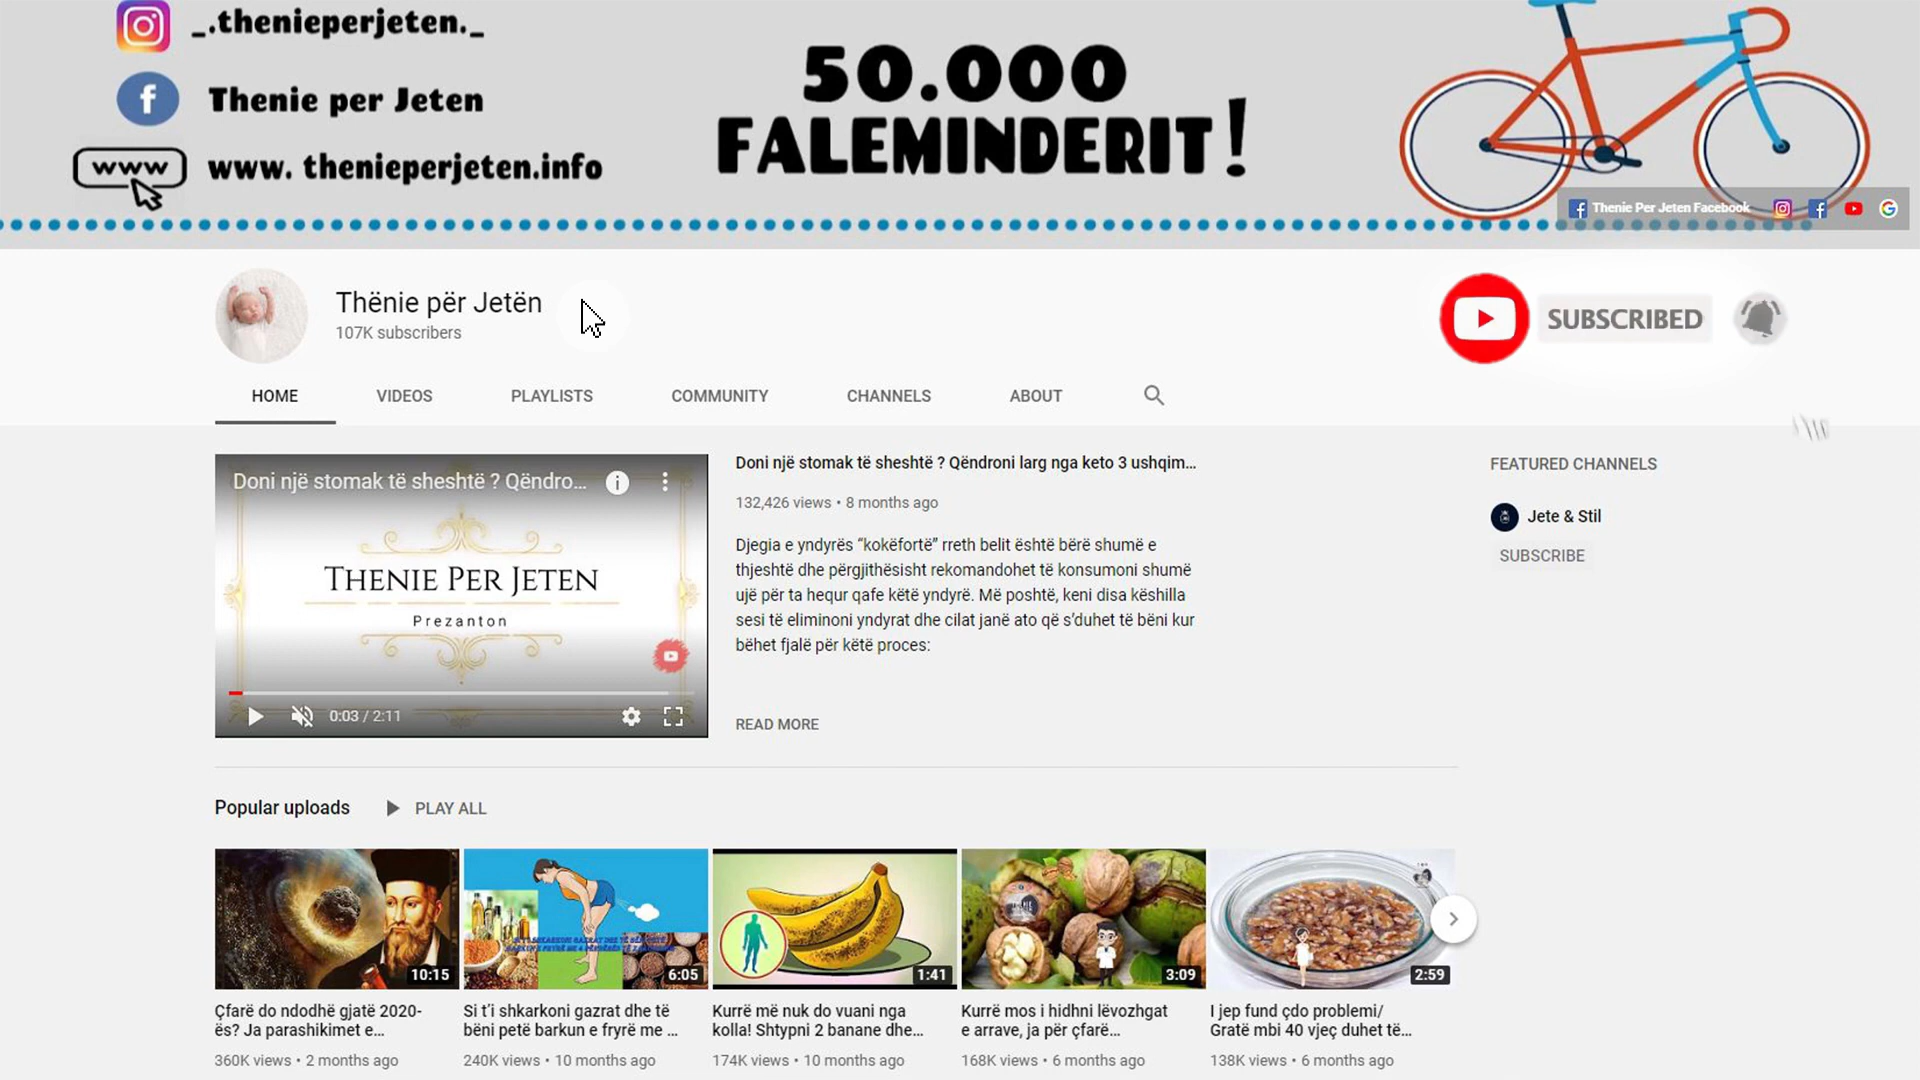 _.thenieperjeten._
Thenie per Jeten
www
www. thenieperjeten.info
50.000
FALEMINDERIT!
Thenie Per Jeten Facebook
Thënie për Jetën
107K subscribers
SUBSCRIBED
HOME
VIDEOS
PLAYLISTS
COMMUNITY
CHANNELS
ABOUT
Doni një stomak të sheshtë ? Qëndro...
THENIE PER JETEN
Prezanton
0:03 / 2:11
Doni një stomak të sheshtë ? Qëndroni larg nga keto 3 ushqim...
132,426 views • 8 months ago
Djegia e yndyrës “kokëfortë” rreth belit është bërë shumë e
thjeshtë dhe përgjithësisht rekomandohet të konsumoni shumë
ujë për ta hequr qafe këtë yndyrë. Më poshtë, keni disa këshilla
sesi të eliminoni yndyrat dhe cilat janë ato që s’duhet të bëni kur
bëhet fjalë për këtë proces:
READ MORE
FEATURED CHANNELS
Jete & Stil
SUBSCRIBE
Popular uploads
PLAY ALL
10:15
6:05
1:41
3:09
2:59
Çfarë do ndodhë gjatë 2020-
ës? Ja parashikimet e...
360K views • 2 months ago
Si t’i shkarkoni gazrat dhe të
bëni petë barkun e fryrë me ...
240K views • 10 months ago
Kurrë më nuk do vuani nga
kolla! Shtypni 2 banane dhe...
174K views • 10 months ago
Kurrë mos i hidhni lëvozhgat
e arrave, ja për çfarë...
168K views • 6 months ago
I jep fund çdo problemi/
Gratë mbi 40 vjeç duhet të...
138K views • 6 months ago